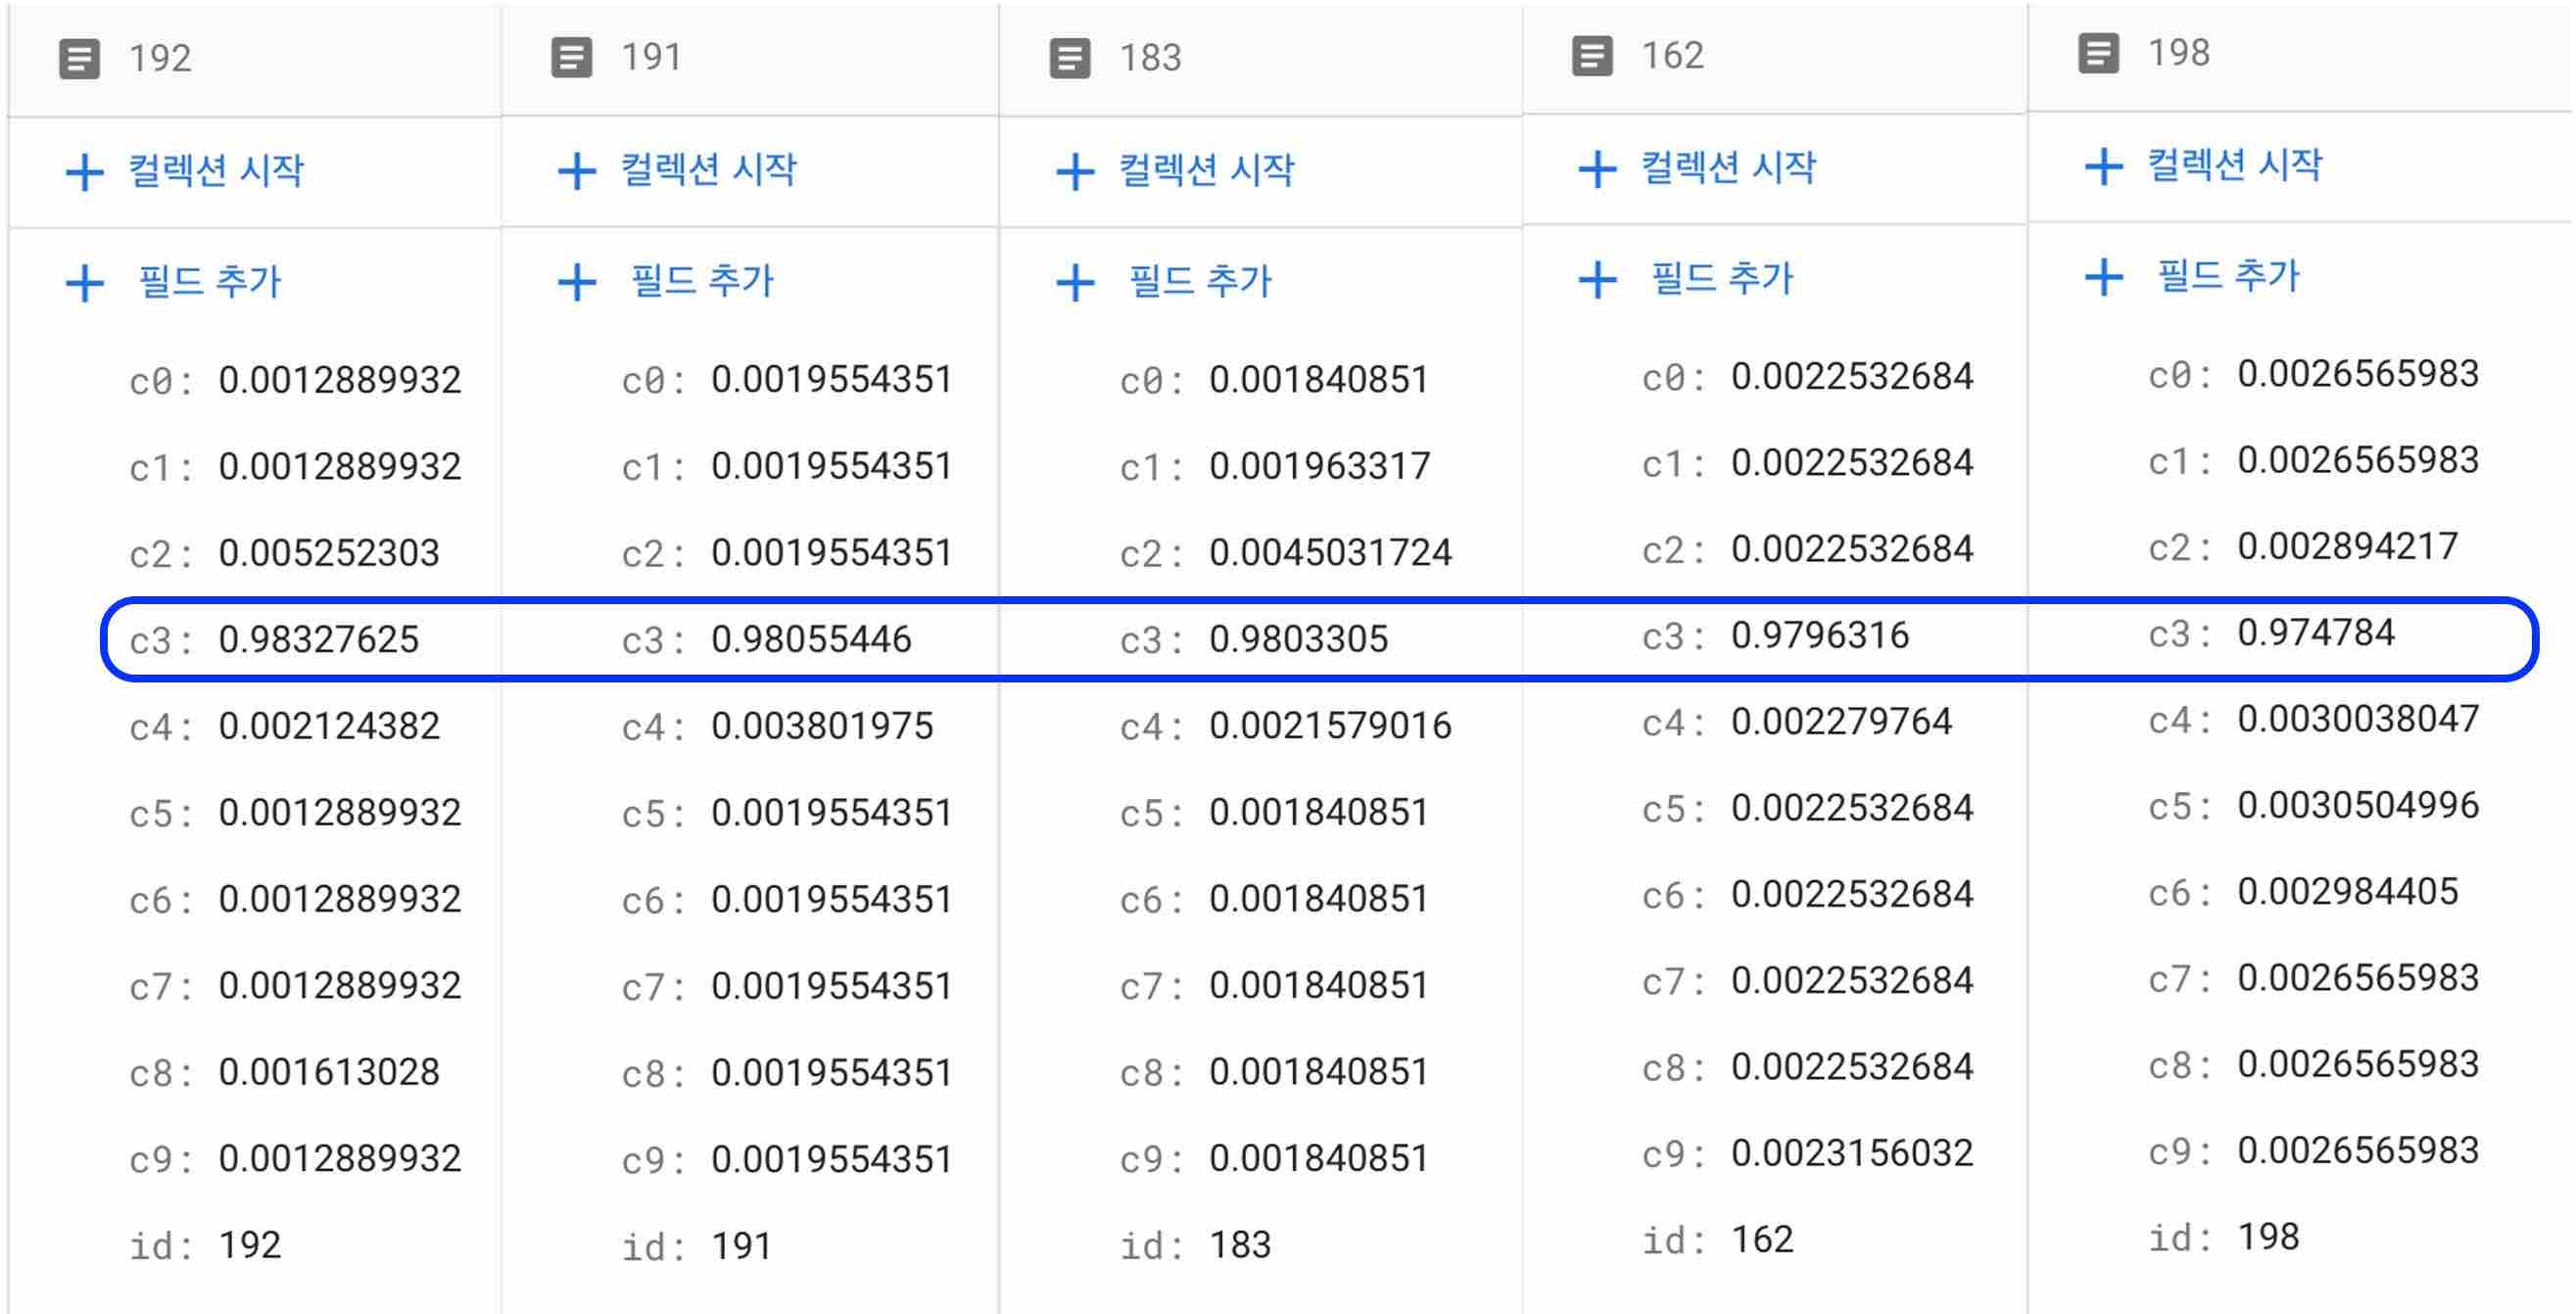 192 191 183 162 198
컬렉션 시작 컬렉션 시작 컬렉션 시작 컬렉션 시작 컬렉션 시작
필드 추가 필드 추가 필드 추가 필드 추가 필드 추가
c0: 0.0012889932 c0: 0.0019554351 c0: 0.001840851 c0: 0.0022532684 c0: 0.0026565983
c1: 0.0012889932 c1: 0.0019554351 c1: 0.001963317 c1: 0.0022532684 c1: 0.0026565983
c2: 0.005252303 c2: 0.0019554351 c2: 0.0045031724 c2: 0.0022532684 c2: 0.002894217
c3: 0.98327625 c3: 0.98055446 c3: 0.9803305 c3: 0.9796316 c3: 0.974784
c4: 0.002124382 c4: 0.003801975 c4: 0.0021579016 c4: 0.002279764 c4: 0.0030038047
c5: 0.0012889932 c5: 0.0019554351 c5: 0.001840851 c5: 0.0022532684 c5: 0.0030504996
c6: 0.0012889932 c6: 0.0019554351 c6: 0.001840851 c6: 0.0022532684 c6: 0.002984405
c7: 0.0012889932 c7: 0.0019554351 c7: 0.001840851 c7: 0.0022532684 c7: 0.0026565983
c8: 0.001613028 c8: 0.0019554351 c8: 0.001840851 c8: 0.0022532684 c8: 0.0026565983
c9: 0.0012889932 c9: 0.0019554351 c9: 0.001840851 c9: 0.0023156032 c9: 0.0026565983
id: 192 id: 191 id: 183 id: 162 id: 198